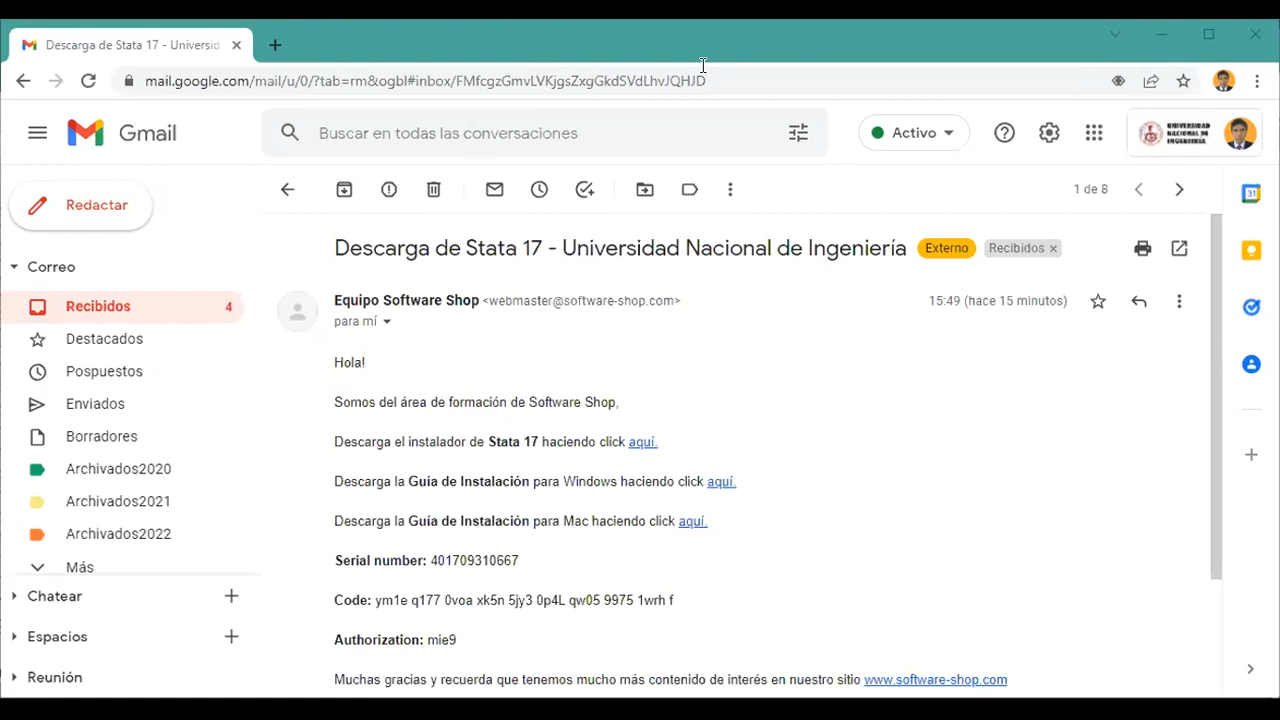 Descarga de Stata 17 - Universid
mail.google.com/mail/u/0/?tab=rm&ogbl#inbox/FMfcgzGmvLVKjgsZxgGkdSVdLhvJQHJD
Gmail
Buscar en todas las conversaciones
Activo
UNIVERSIDAD
NACIONAL DE
INGENIERÍA
Redactar
1 de 8
Descarga de Stata 17 - Universidad Nacional de Ingeniería Externo Recibidos
Correo
Equipo Software Shop <webmaster@software-shop.com> 15:49 (hace 15 minutos)
para mí
Recibidos 4
Destacados
Pospuestos
Enviados
Borradores
Archivados2020
Archivados2021
Archivados2022
Más
Chatear
Espacios
Reunión
Hola!
Somos del área de formación de Software Shop,
Descarga el instalador de Stata 17 haciendo click aquí.
Descarga la Guía de Instalación para Windows haciendo click aquí.
Descarga la Guía de Instalación para Mac haciendo click aquí.
Serial number: 401709310667
Code: ym1e q177 0voa xk5n 5jy3 0p4L qw05 9975 1wrh f
Authorization: mie9
Muchas gracias y recuerda que tenemos mucho más contenido de interés en nuestro sitio www.software-shop.com